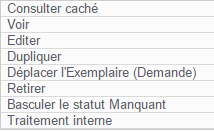 Consulter caché
Voir
Editer
Dupliquer
Déplacer l'Exemplaire (Demande)
Retirer
Basculer le statut Manquant
Traitement interne